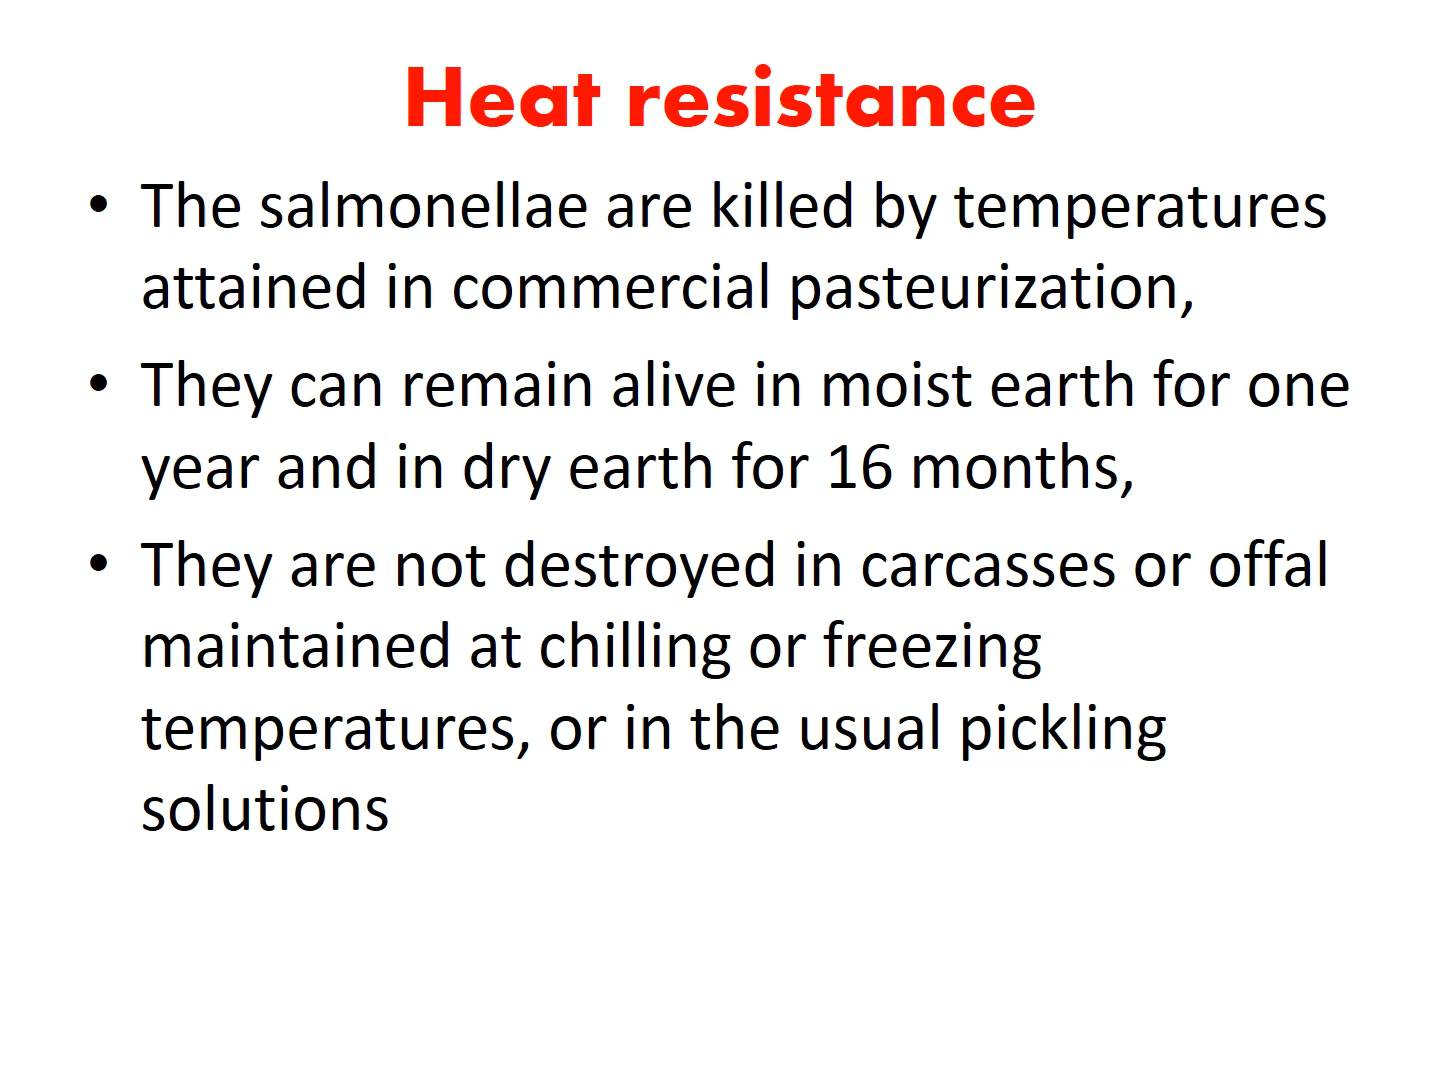 Heat resistance
• The salmonellae are killed by temperatures
attained in commercial pasteurization,
• They can remain alive in moist earth for one
year and in dry earth for 16 months,
• They are not destroyed in carcasses or offal
maintained at chilling or freezing
temperatures, or in the usual pickling
solutions